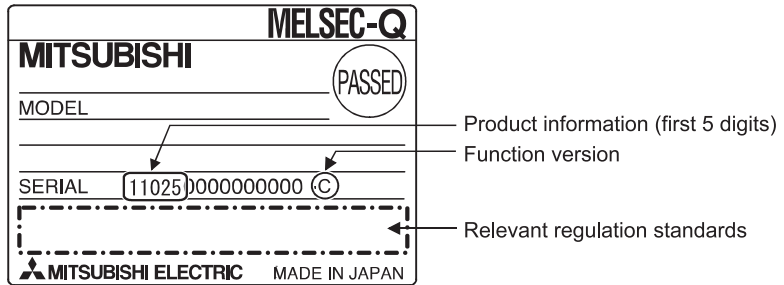 MELSEC-Q
MITSUBISHI
PASSED
MODEL
Product information (first 5 digits)
Function version
SERIAL 110250000000000 C
Relevant regulation standards
MITSUBISHI ELECTRIC MADE IN JAPAN